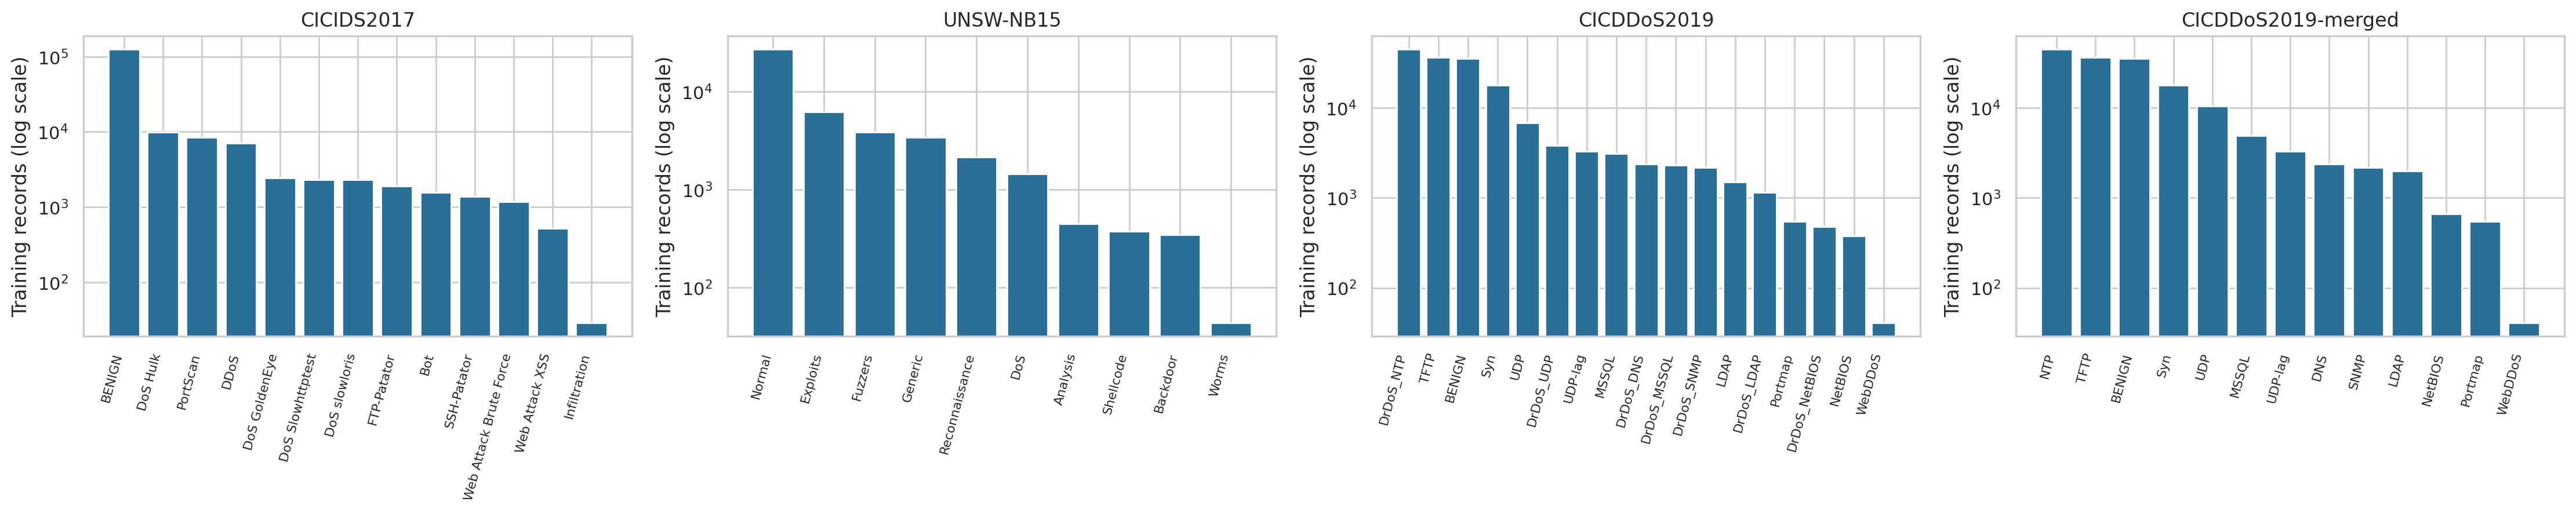 CICIDS2017
Training records (log scale)
10^5
10^4
10^3
10^2
BENIGN
DoS Hulk
PortScan
DDoS
DoS GoldenEye
DoS Slowhttptest
DoS slowloris
FTP-Patator
Bot
SSH-Patator
Web Attack Brute Force
Web Attack XSS
Infiltration
UNSW-NB15
Training records (log scale)
10^4
10^3
10^2
Normal
Exploits
Fuzzers
Generic
Reconnaissance
DoS
Analysis
Shellcode
Backdoor
Worms
CICDDoS2019
Training records (log scale)
10^4
10^3
10^2
DrDoS_NTP
TFTP
BENIGN
Syn
UDP
DrDoS_UDP
UDP-lag
MSSQL
DrDoS_DNS
DrDoS_MSSQL
DrDoS_SNMP
LDAP
DrDoS_LDAP
Portmap
DrDoS_NetBIOS
NetBIOS
WebDDoS
CICDDoS2019-merged
Training records (log scale)
10^4
10^3
10^2
NTP
TFTP
BENIGN
Syn
UDP
MSSQL
UDP-lag
DNS
SNMP
LDAP
NetBIOS
Portmap
WebDDoS